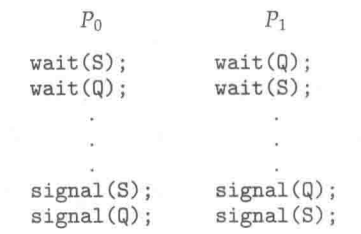 P₀ P₁
wait(S); wait(Q);
wait(Q); wait(S);
. .
. .
. .
signal(S); signal(Q);
signal(Q); signal(S);